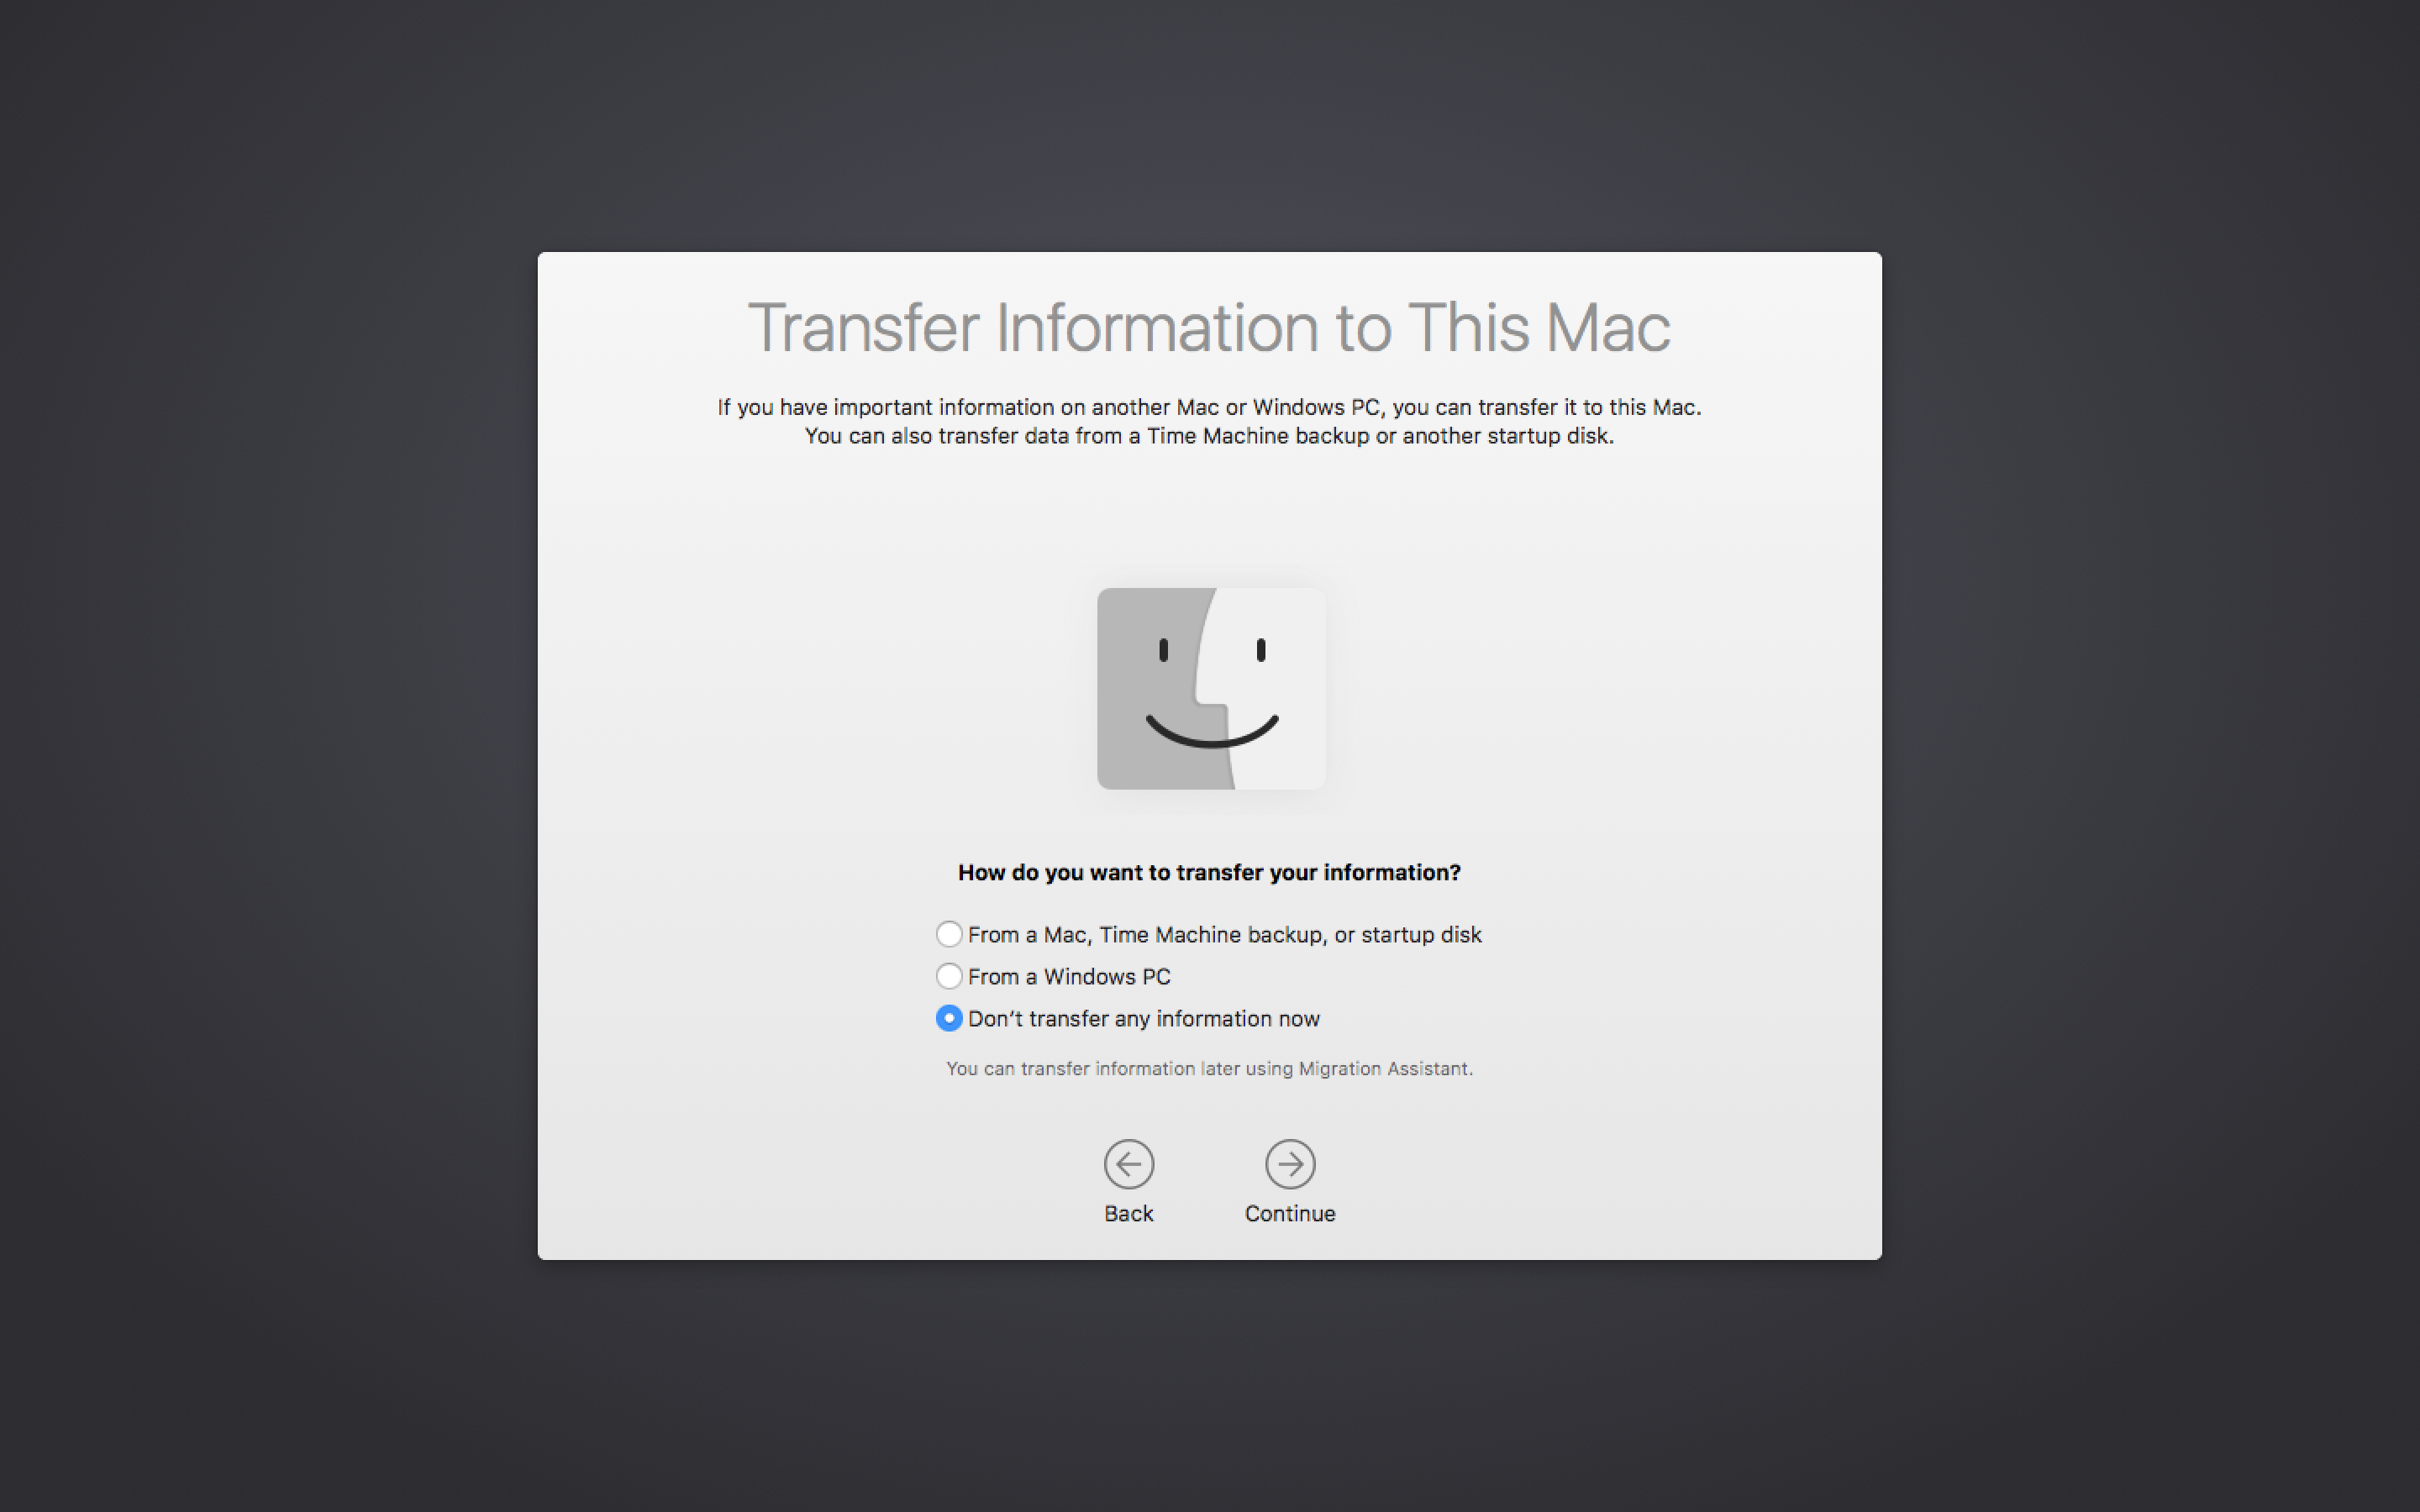 Transfer Information to This Mac
If you have important information on another Mac or Windows PC, you can transfer it to this Mac.
You can also transfer data from a Time Machine backup or another startup disk.
How do you want to transfer your information?
From a Mac, Time Machine backup, or startup disk
From a Windows PC
Don’t transfer any information now
You can transfer information later using Migration Assistant.
Back
Continue